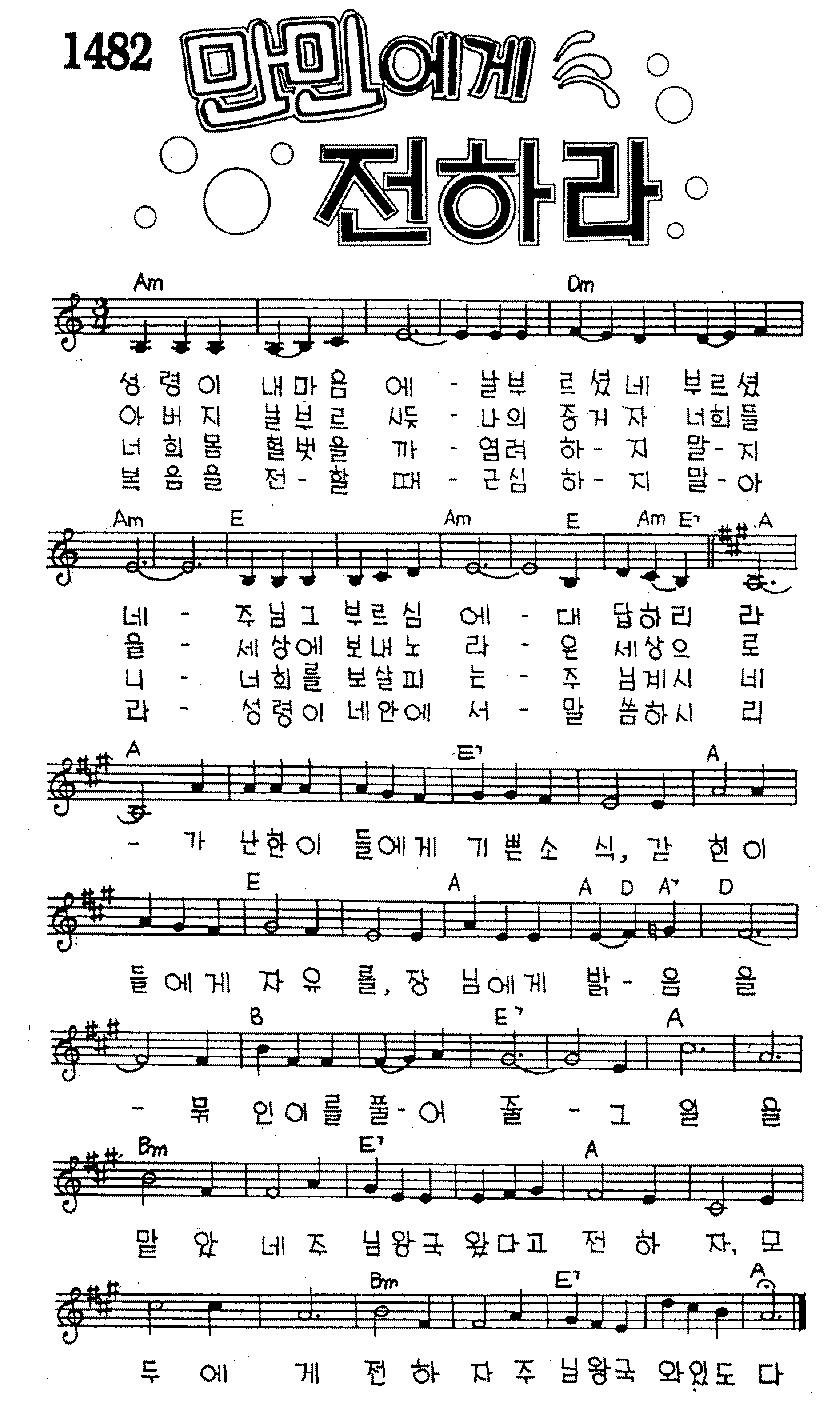 1482
만민에게
전하라
Am Dm
성 령 이 내 마 음 에 - 날 부 르 셨 네 부 르 셨
아 버 지 날 부 르 시듯 - 나 의 증 거 자 너 희 들
너 희 몸 헐 벗 을 까 - 염 려 하 - 지 말 - 지
복 음 을 전 - 할 때 - 근 심 하 - 지 말 - 아
Am E Am E Am E7 A
네 - 주 님 그 부 르 심 에 - 대 답 하 리 라
을 - 세 상 에 보 내 노 라 - 온 세 상 으 로
니 - 너 희 를 보 살 피 는 - 주 님 계 시 네
라 - 성 령 이 네 안 에 서 - 말 씀 하 시 리
A E7 A
- 가 난 한 이 들 에 게 기 쁜 소 식, 갇 현 이
E A A D A7 D
들 에 게 자 유 를, 장 님 에 게 밝 - 음 을
B E7 A
- 묶 인 이 를 풀 - 어 줄 - 그 일 을
Bm E7 A
맡 았 네 주 님 왕 국 왔 다 고 전 하 자, 모
Bm E7 A
두 에 게 전 하 자 주 님 왕 국 와 있 도 다